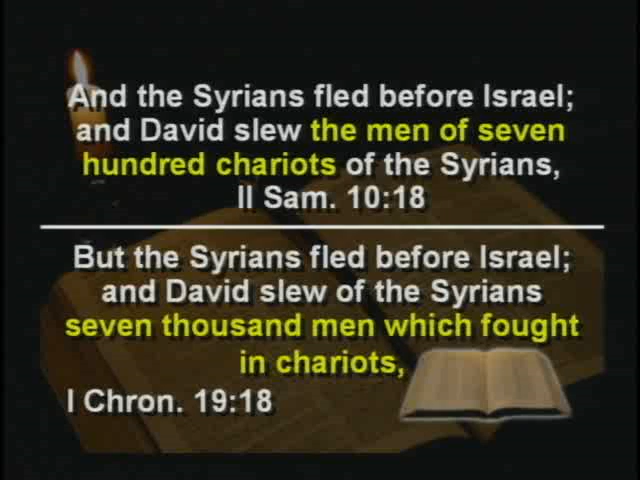 And the Syrians fled before Israel;
and David slew the men of seven
hundred chariots of the Syrians,
II Sam. 10:18
But the Syrians fled before Israel;
and David slew of the Syrians
seven thousand men which fought
in chariots,
I Chron. 19:18